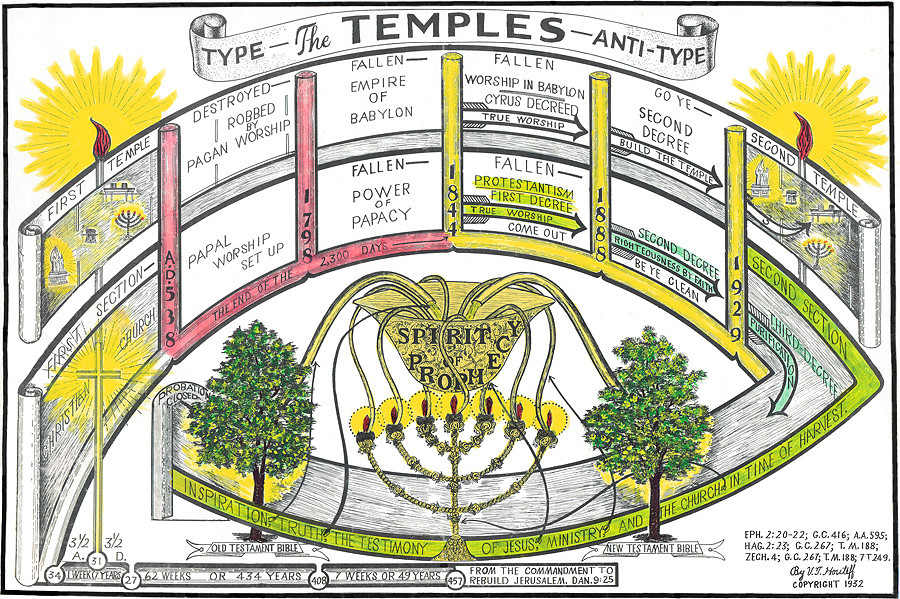 TYPE — The TEMPLES — ANTI-TYPE
FIRST TEMPLE
DESTROYED —
ROBBED
BY
PAGAN WORSHIP
FALLEN —
EMPIRE
OF
BABYLON
FALLEN
WORSHIP IN BABYLON
CYRUS DECREED
TRUE WORSHIP
GO YE —
SECOND
DECREE
BUILD THE TEMPLE
SECOND TEMPLE
FIRST SECTION —
CHRISTIAN CHURCH
A.D. 538
PAPAL
WORSHIP
SET UP
1798
FALLEN —
POWER
OF
PAPACY
1844
FALLEN —
PROTESTANTISM
FIRST DECREE
TRUE WORSHIP
COME OUT
1888
SECOND DECREE
RIGHTEOUSNESS BY FAITH
BE YE CLEAN
1929
SECOND SECTION
THIRD-DECREE
PURIFICATION
THE END OF THE 2,300 DAYS
SPIRIT
OF
PROPHECY
PROBATION
CLOSED
INSPIRATION, TRUTH, THE TESTIMONY OF JESUS, MINISTRY, AND THE CHURCH, IN TIME OF HARVEST.
OLD TESTAMENT BIBLE
NEW TESTAMENT BIBLE
3½ 3½
A. D.
31
34 1 WEEK (7 YEARS) 27 62 WEEKS OR 434 YEARS 408 7 WEEKS OR 49 YEARS 457 FROM THE COMMANDMENT TO
REBUILD JERUSALEM. DAN. 9:25
EPH. 2:20-22; G.C. 416; A.A. 595;
HAG. 2:23; G.C. 267; T.M. 188;
ZECH. 4; G.C. 267; T.M. 188; 7T 249.
By V.T. Houteff
COPYRIGHT 1932